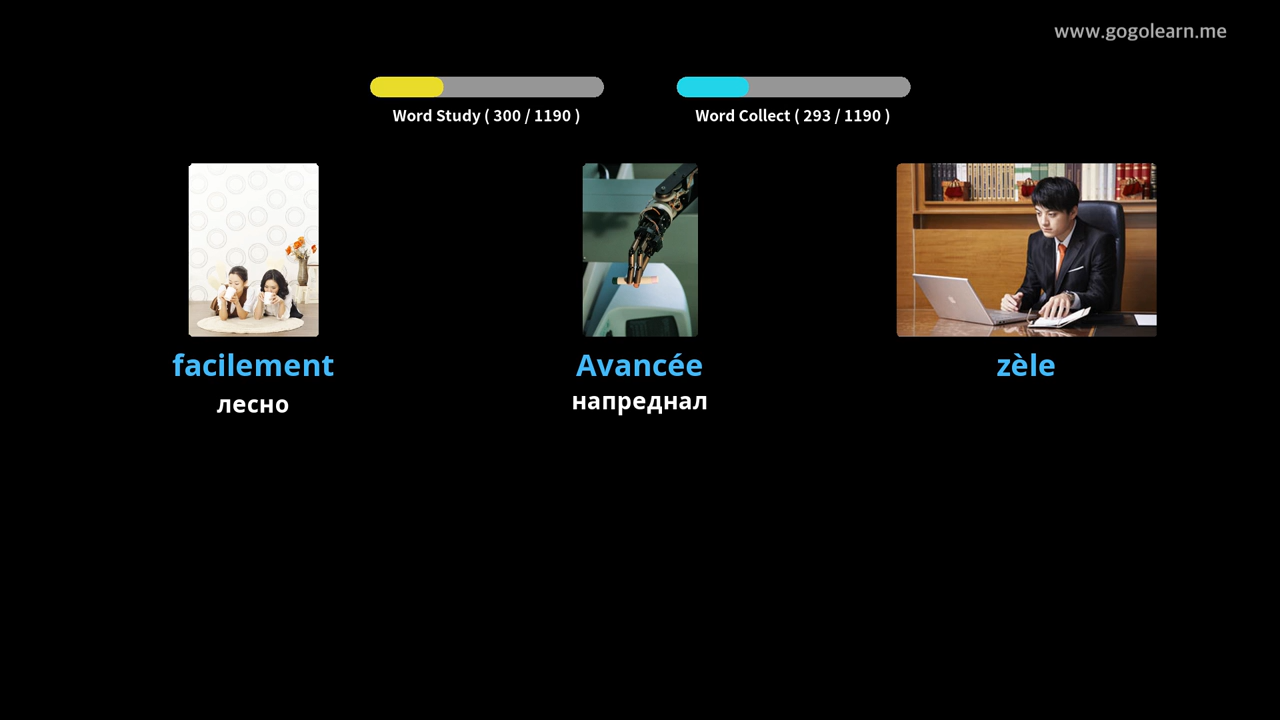 www.gogolearn.me
Word Study ( 300 / 1190 )
Word Collect ( 293 / 1190 )
facilement
Avancée
zèle
лесно
напреднал